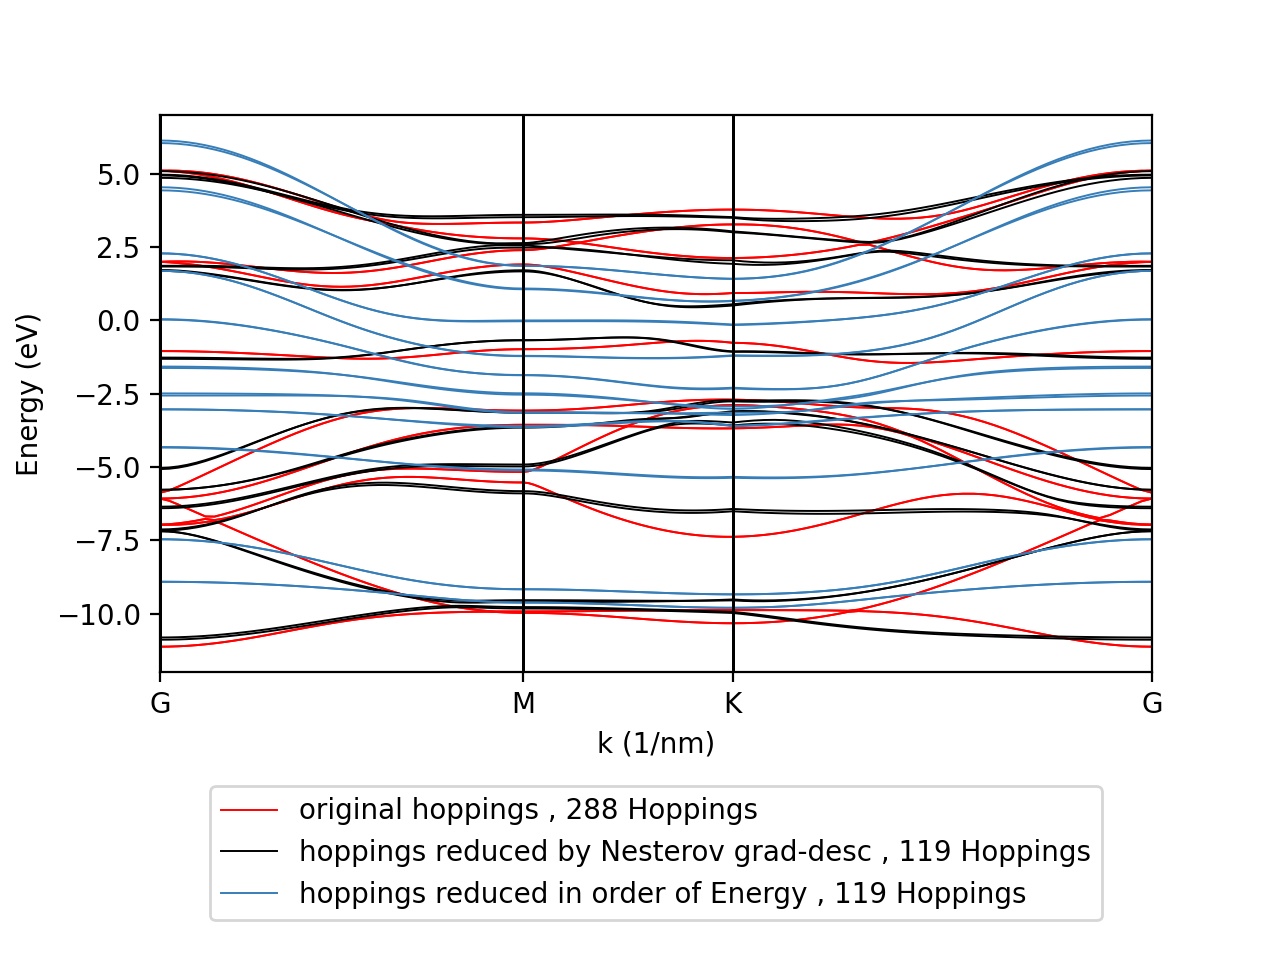 5.0
2.5
0.0
−2.5
−5.0
−7.5
−10.0
Energy (eV)
G M K G
k (1/nm)
original hoppings , 288 Hoppings
hoppings reduced by Nesterov grad-desc , 119 Hoppings
hoppings reduced in order of Energy , 119 Hoppings